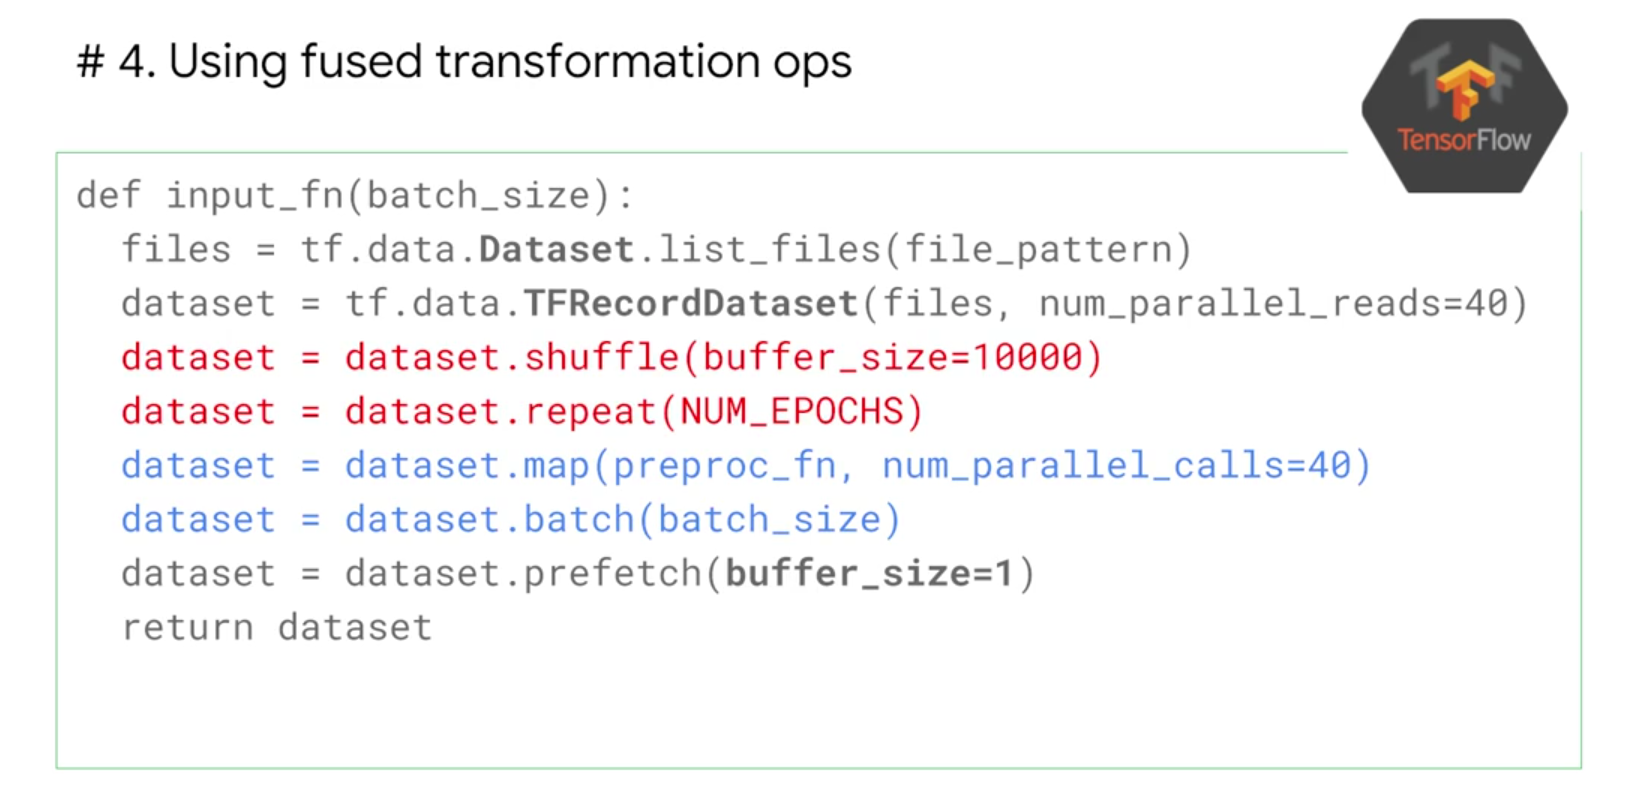 # 4. Using fused transformation ops
TF
TensorFlow
def input_fn(batch_size):
  files = tf.data.Dataset.list_files(file_pattern)
  dataset = tf.data.TFRecordDataset(files, num_parallel_reads=40)
  dataset = dataset.shuffle(buffer_size=10000)
  dataset = dataset.repeat(NUM_EPOCHS)
  dataset = dataset.map(preproc_fn, num_parallel_calls=40)
  dataset = dataset.batch(batch_size)
  dataset = dataset.prefetch(buffer_size=1)
  return dataset